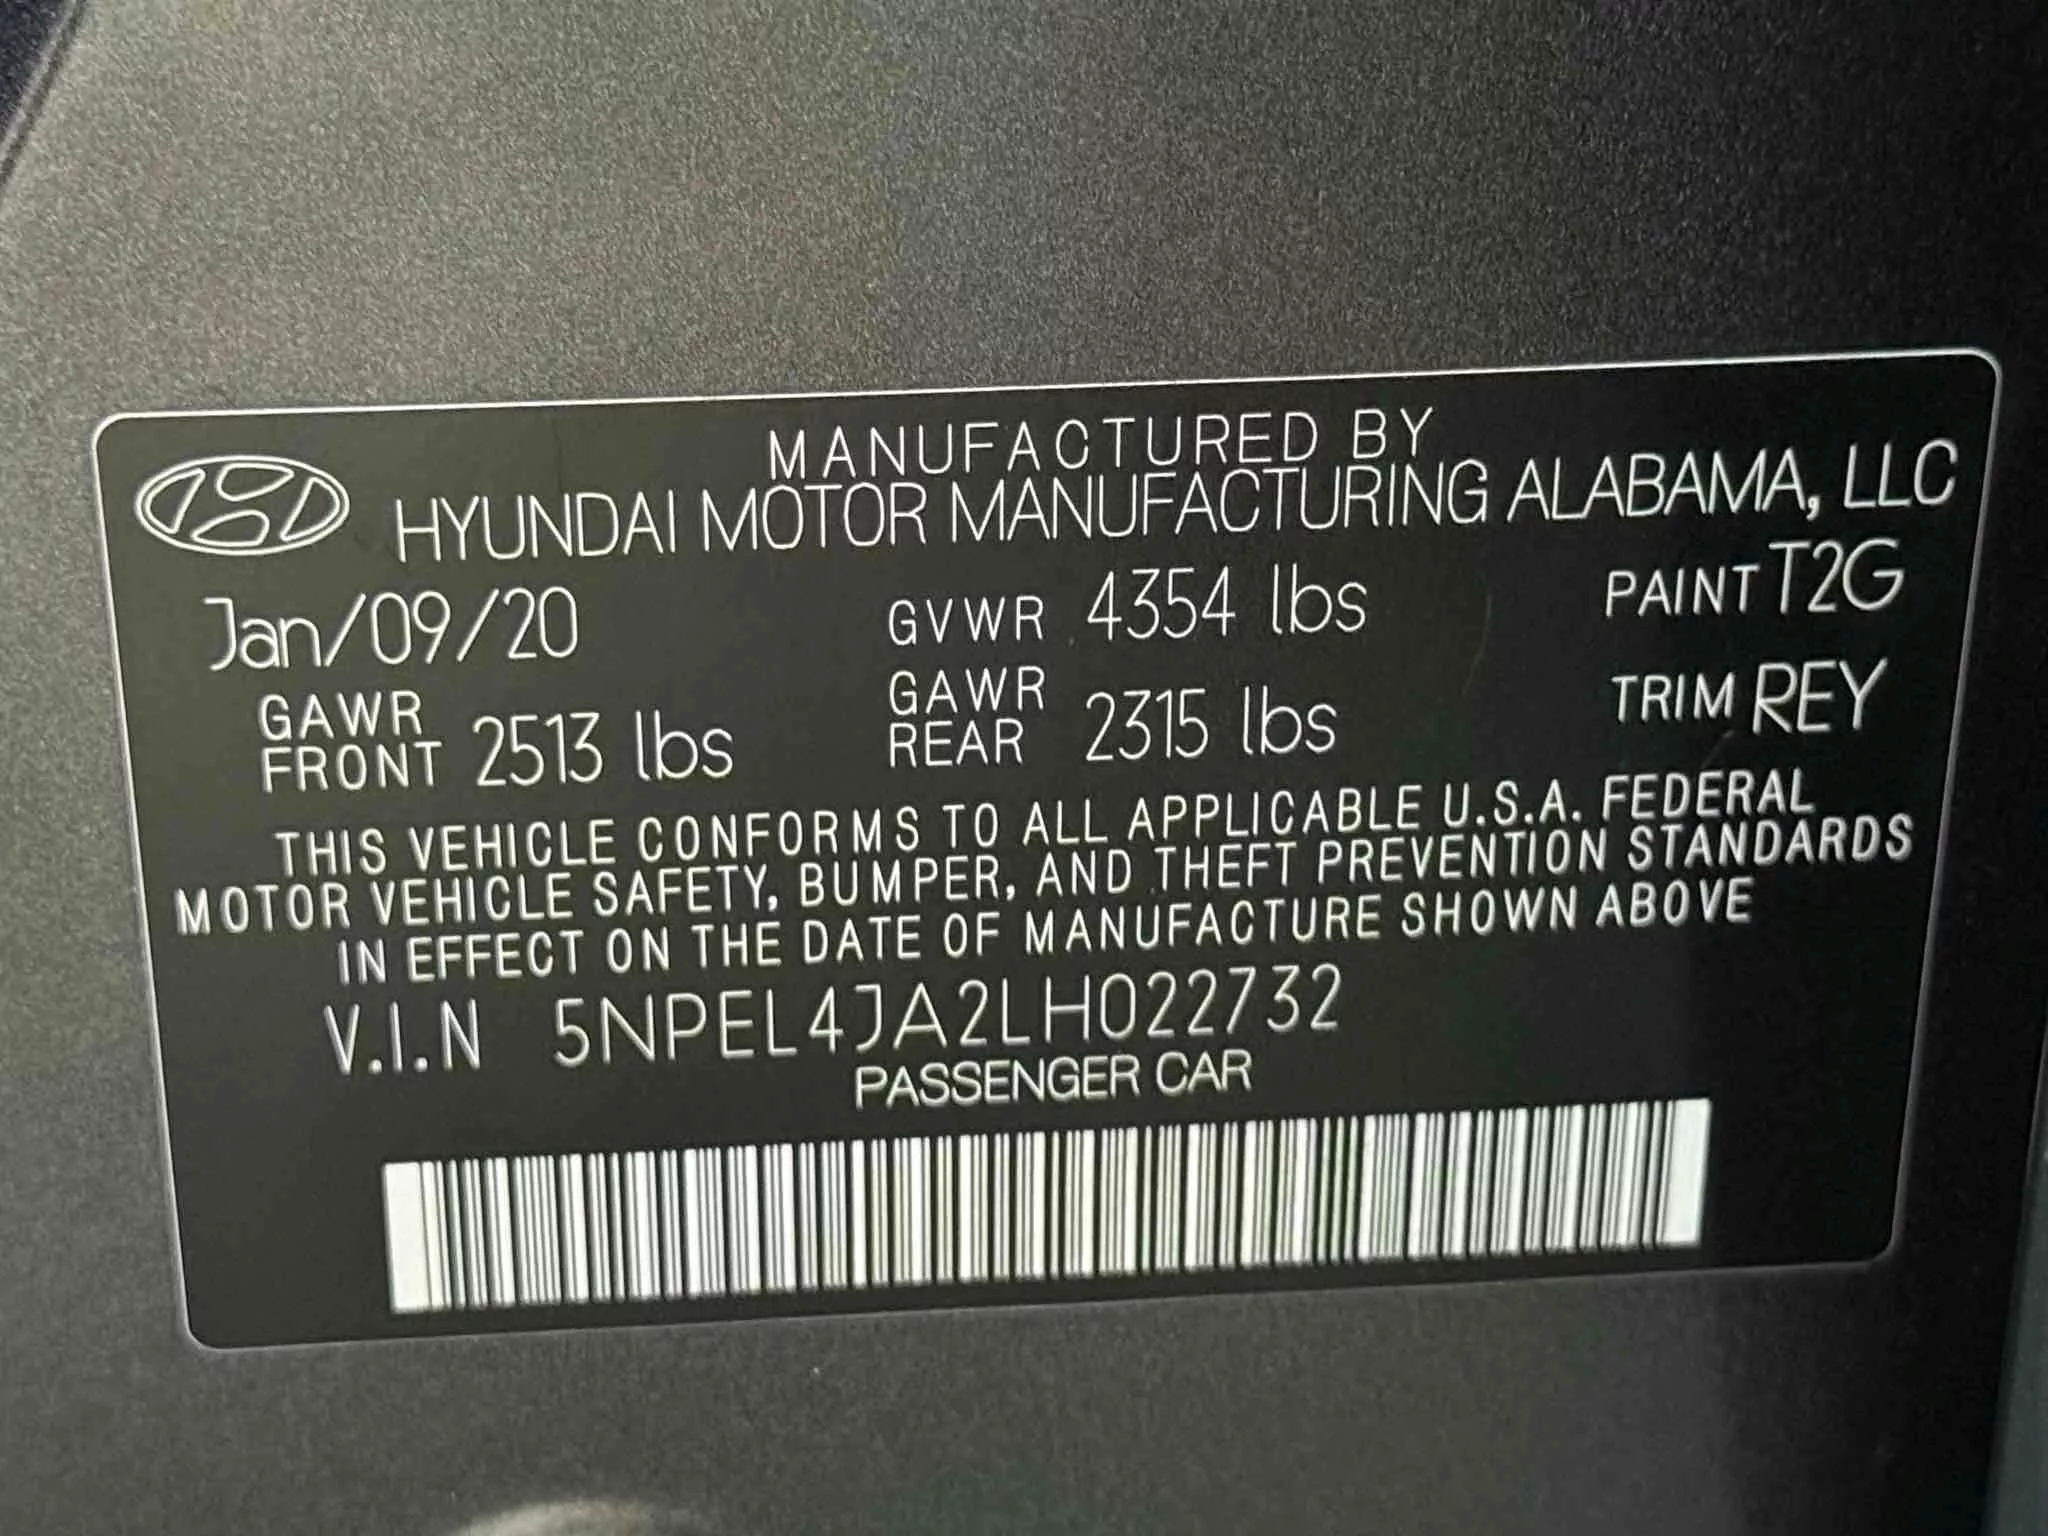 MANUFACTURED BY
HYUNDAI MOTOR MANUFACTURING ALABAMA, LLC
Jan/09/20 GVWR 4354 lbs PAINT T2G
GAWR FRONT 2513 lbs GAWR REAR 2315 lbs TRIM REY
THIS VEHICLE CONFORMS TO ALL APPLICABLE U.S.A. FEDERAL
MOTOR VEHICLE SAFETY, BUMPER, AND THEFT PREVENTION STANDARDS
IN EFFECT ON THE DATE OF MANUFACTURE SHOWN ABOVE
V.I.N 5NPEL4JA2LH022732
PASSENGER CAR